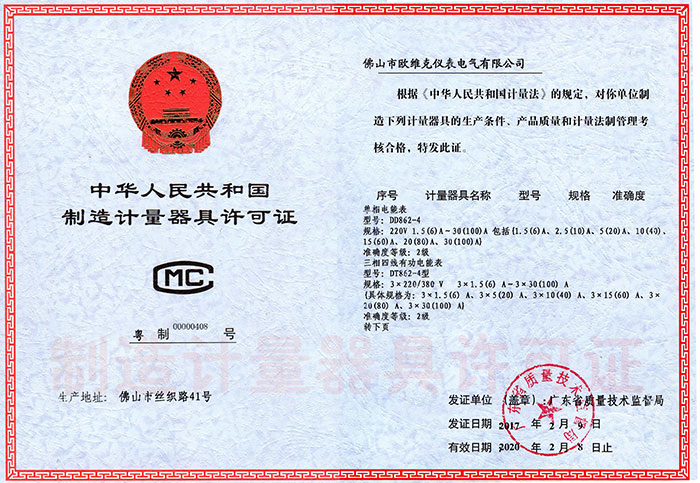 中华人民共和国
制造计量器具许可证
MC
粤 制 00000408 号
生产地址: 佛山市丝织路41号
佛山市欧维克仪表电气有限公司
根据《中华人民共和国计量法》的规定，对你单位制
造下列计量器具的生产条件、产品质量和计量法制管理考
核合格，特发此证。
序号 计量器具名称 型号 规格 准确度
单相电能表
型号: DD862-4
规格: 220V 1.5(6)A-30(100)A 包括{1.5(6)A、2.5(10)A、5(20)A、10(40)、
15(60)A、20(80)A、30(100)A}
准确度等级: 2级
三相四线有功电能表
型号: DT862-4型
规格: 3×220/380 V 3×1.5(6) A-3×30(100) A
{具体规格为: 3×1.5(6) A、3×5(20) A、3×10(40) A、3×15(60) A、3×
20(80) A、3×30(100) A}
准确度等级: 2级
转下页
制造计量器具许可证
发证单位 (盖章): 广东省质量技术监督局
发证日期 2017 年 2 月 9 日
有效日期 2020 年 2 月 8 日止
广东省质量技术监督局